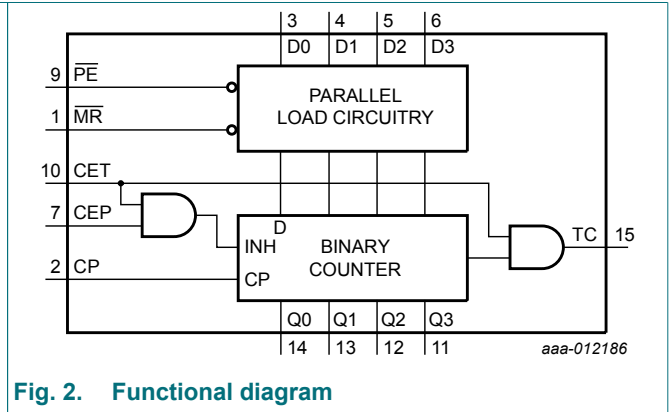 3 4 5 6
D0 D1 D2 D3
9 PE
PARALLEL
LOAD CIRCUITRY
1 MR
10 CET
7 CEP
D
INH
BINARY
COUNTER
TC 15
2 CP
CP
Q0 Q1 Q2 Q3
14 13 12 11
aaa-012186
Fig. 2. Functional diagram